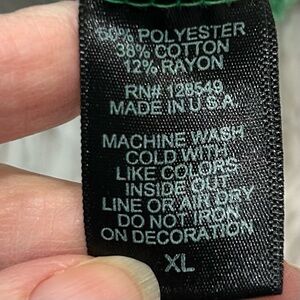 50% POLYESTER
38% COTTON
12% RAYON
RN# 128549
MADE IN U.S.A
MACHINE WASH
COLD WITH
LIKE COLORS
INSIDE OUT
LINE OR AIR DRY
DO NOT IRON
ON DECORATION
XL